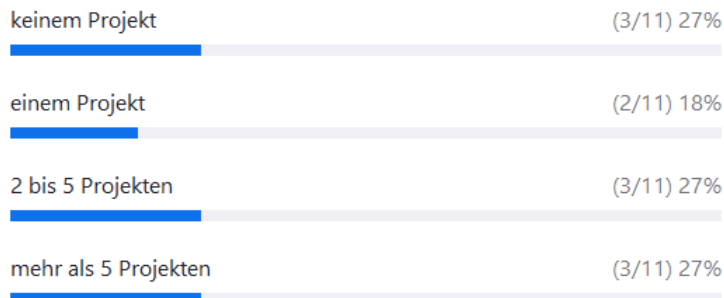 keinem Projekt (3/11) 27%
einem Projekt (2/11) 18%
2 bis 5 Projekten (3/11) 27%
mehr als 5 Projekten (3/11) 27%